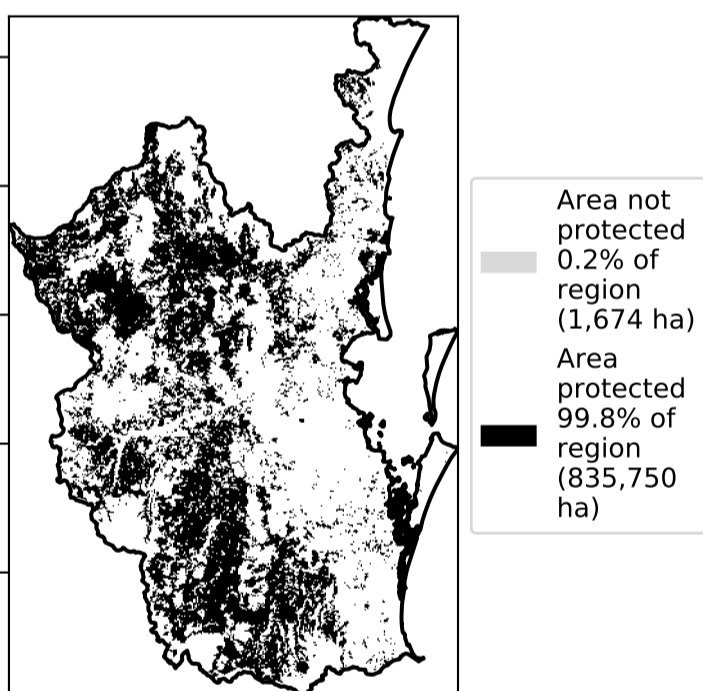 Area not
protected
0.2% of
region
(1,674 ha)
Area
protected
99.8% of
region
(835,750
ha)